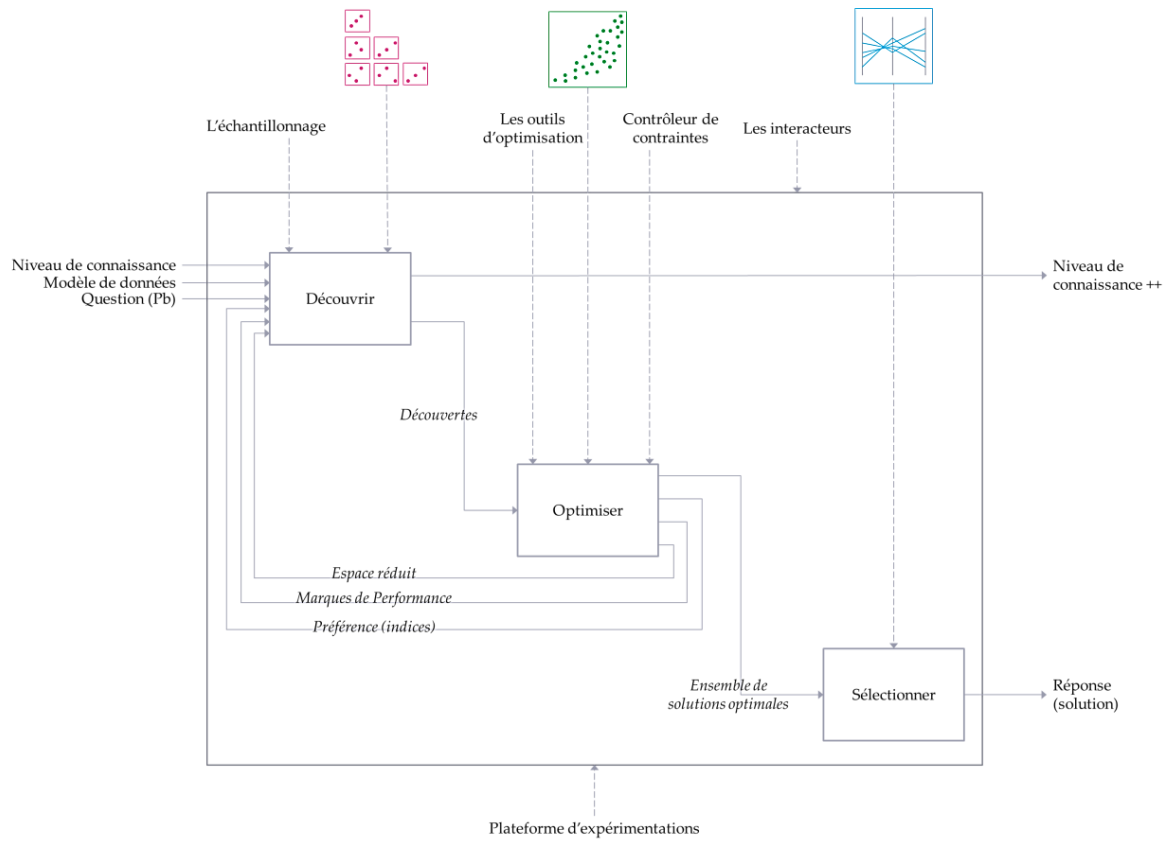 L'échantillonnage
Les outils
d'optimisation
Contrôleur de
contraintes
Les interacteurs
Niveau de connaissance
Modèle de données
Question (Pb)
Découvrir
Niveau de
connaissance ++
Découvertes
Optimiser
Espace réduit
Marques de Performance
Préférence (indices)
Ensemble de
solutions optimales
Sélectionner
Réponse
(solution)
Plateforme d'expérimentations